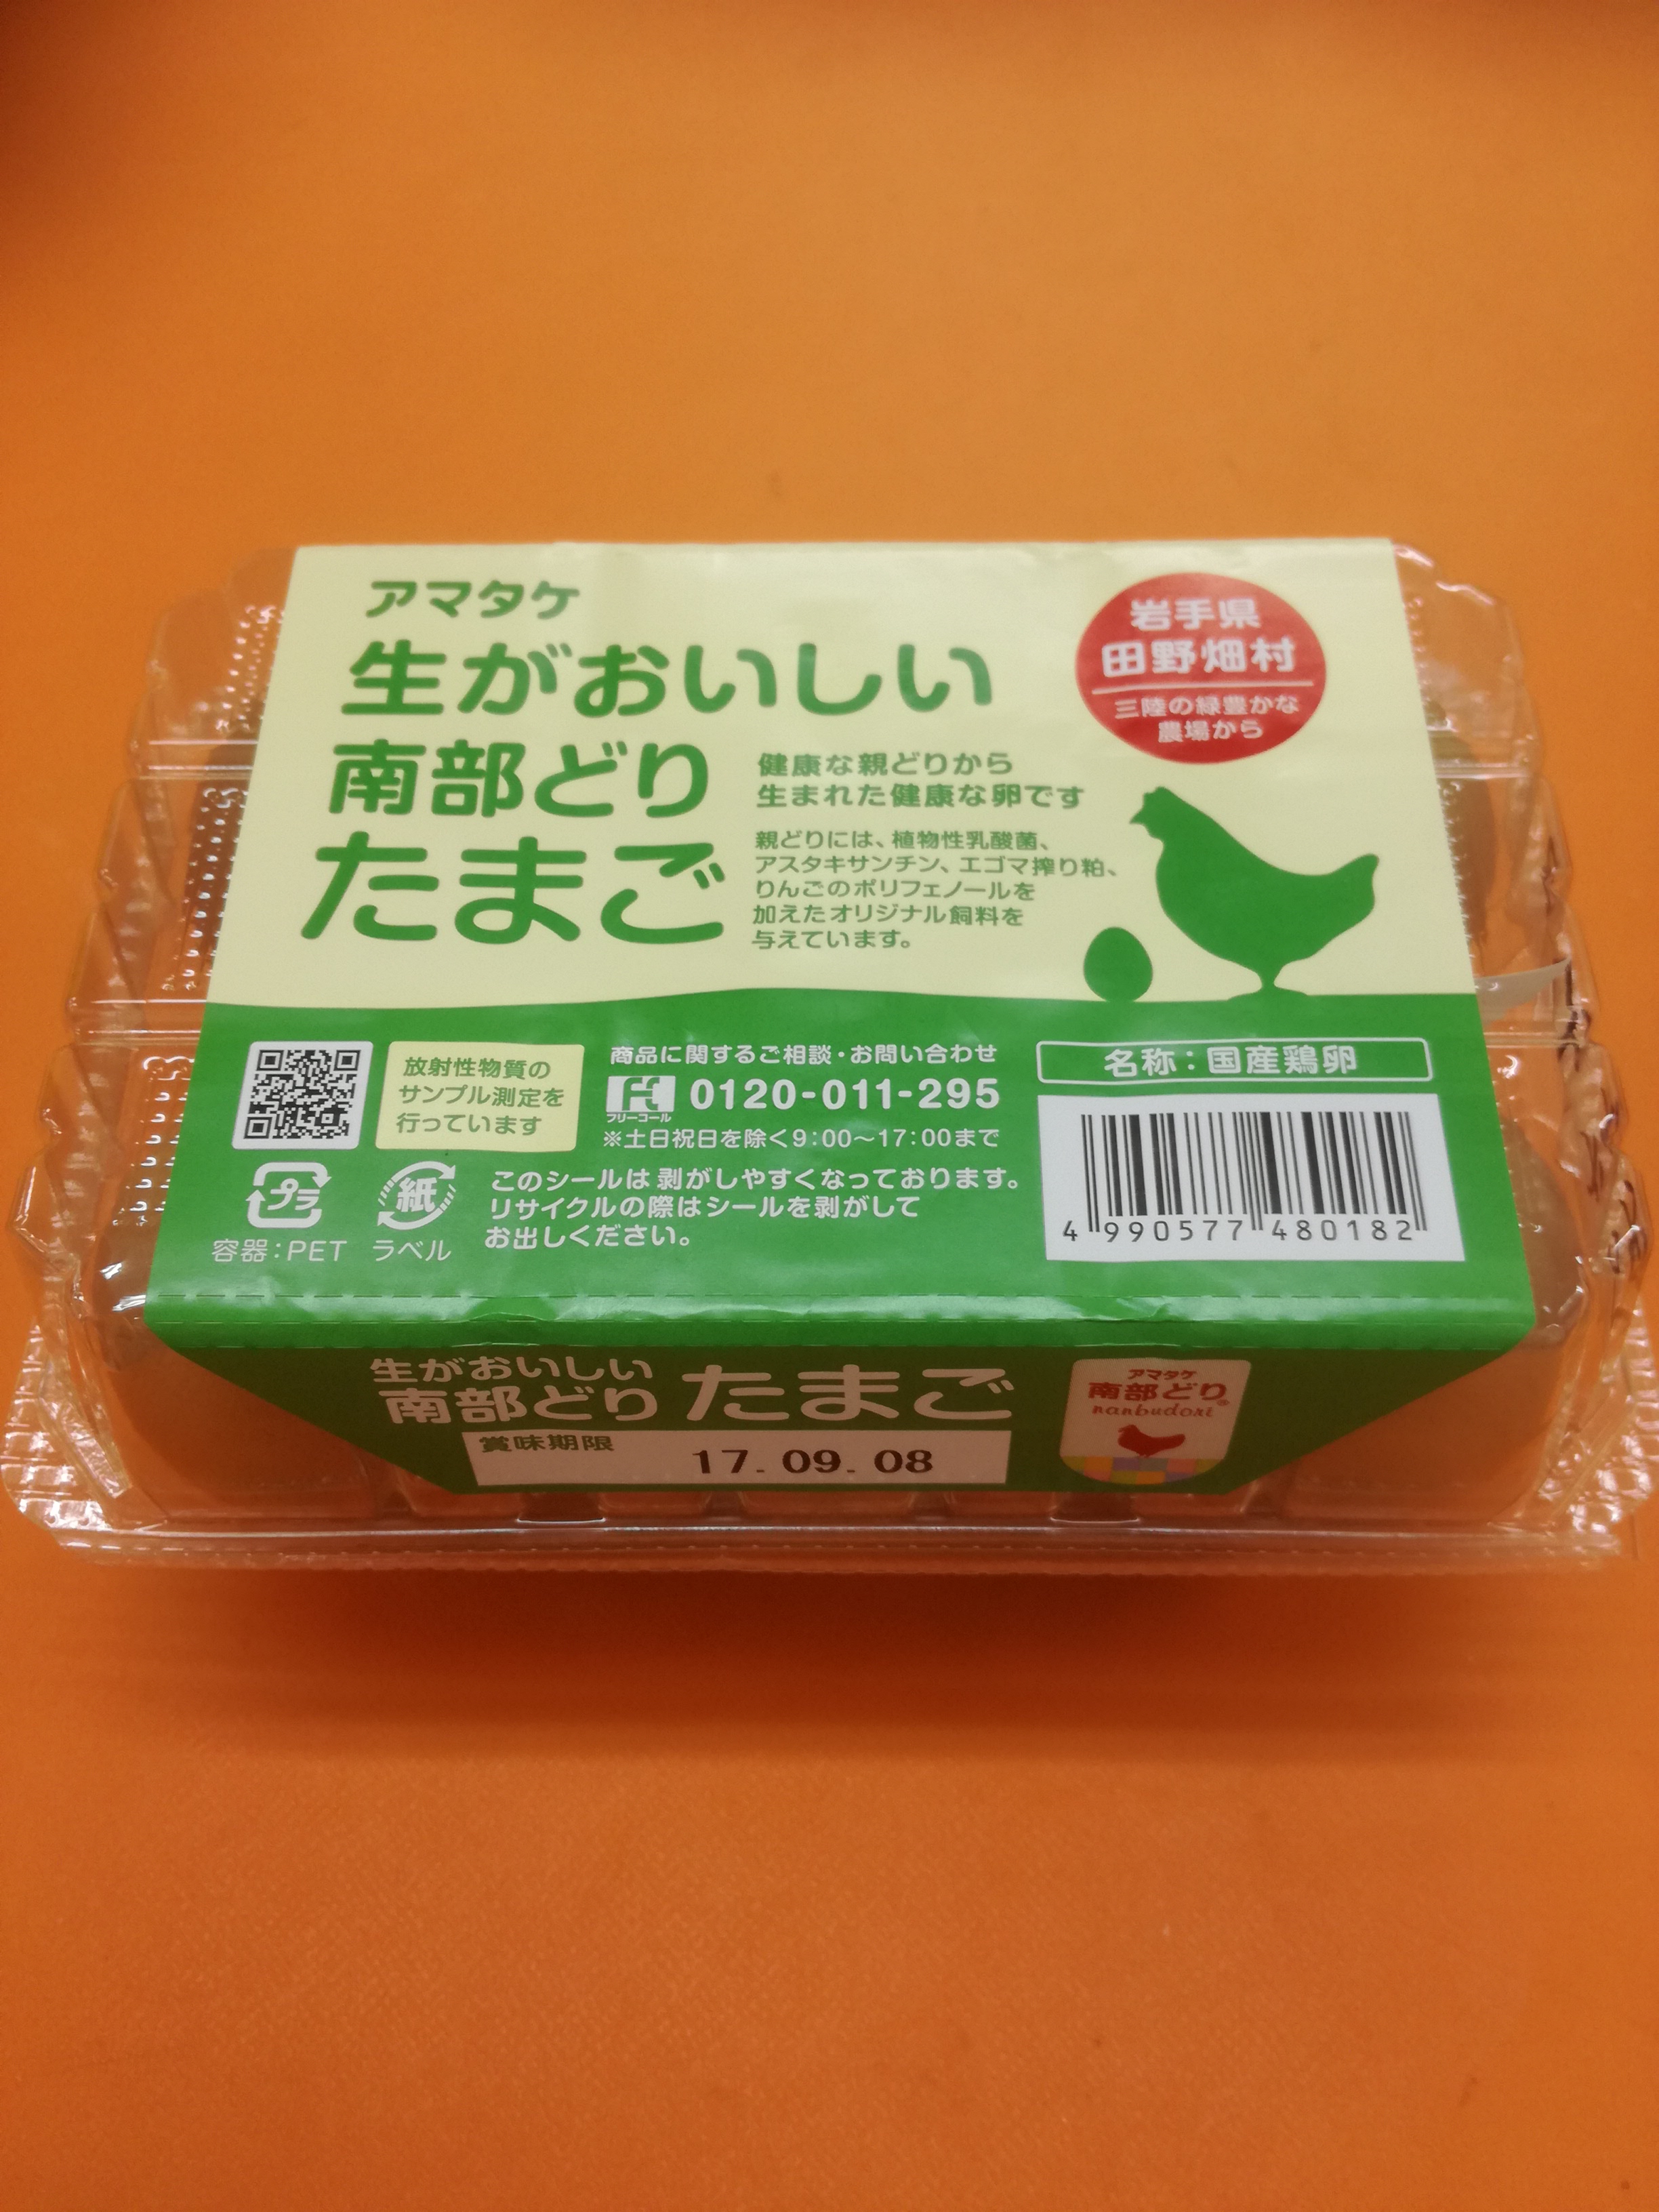 アマタケ
生がおいしい
南部どり
たまご
岩手県
田野畑村
三陸の緑豊かな
農場から
健康な親どりから
生まれた健康な卵です
親どりには、植物性乳酸菌、
アスタキサンチン、エゴマ搾り粕、
りんごのポリフェノールを
加えたオリジナル飼料を
与えています。
放射性物質の
サンプル測定を
行っています
商品に関するご相談・お問い合わせ
フリーコール
0120-011-295
※土日祝日を除く9:00〜17:00まで
プラ
容器:PET
紙
ラベル
このシールは剥がしやすくなっております。
リサイクルの際はシールを剥がして
お出しください。
名称:国産鶏卵
4 990577 480182
生がおいしい
南部どり たまご
賞味期限 17. 09. 08
アマタケ
南部どり®
nanbudori